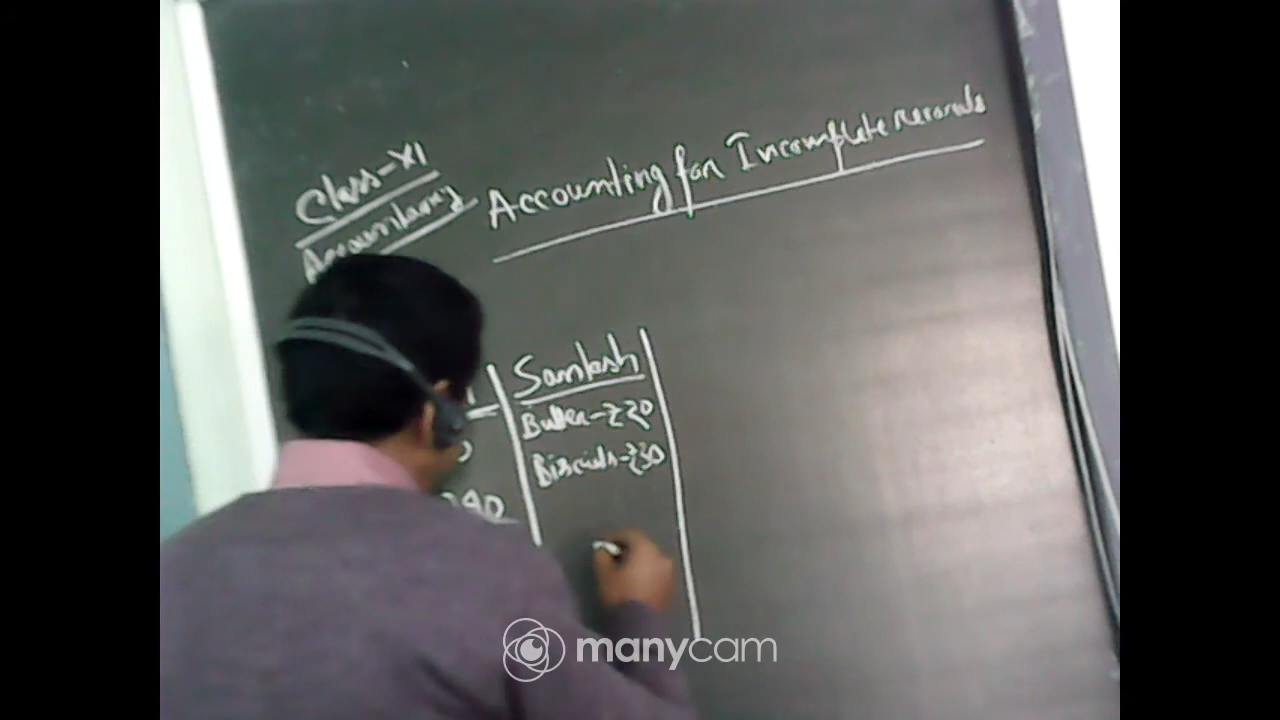 Class-XI
Accountancy
Accounting for Incomplete Records
Santosh
Butter-₹20
Biscuits-₹30
manycam